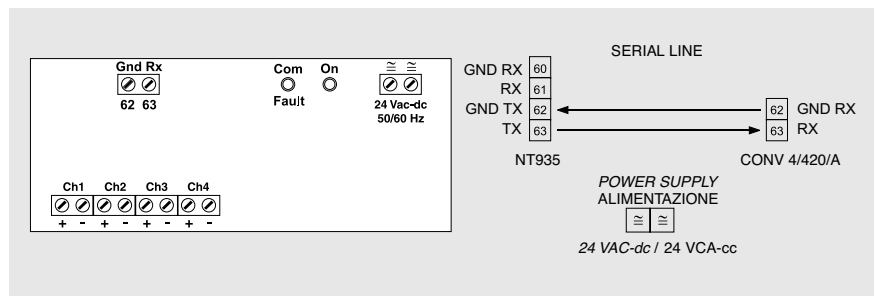 Gnd Rx
62 63
Com
Fault
On
≅ ≅
24 Vac-dc
50/60 Hz
Ch1 Ch2 Ch3 Ch4
+ - + - + - + -
SERIAL LINE
GND RX 60
RX 61
GND TX 62
TX 63
NT935
62 GND RX
63 RX
CONV 4/420/A
POWER SUPPLY
ALIMENTAZIONE
≅ ≅
24 VAC-dc / 24 VCA-cc